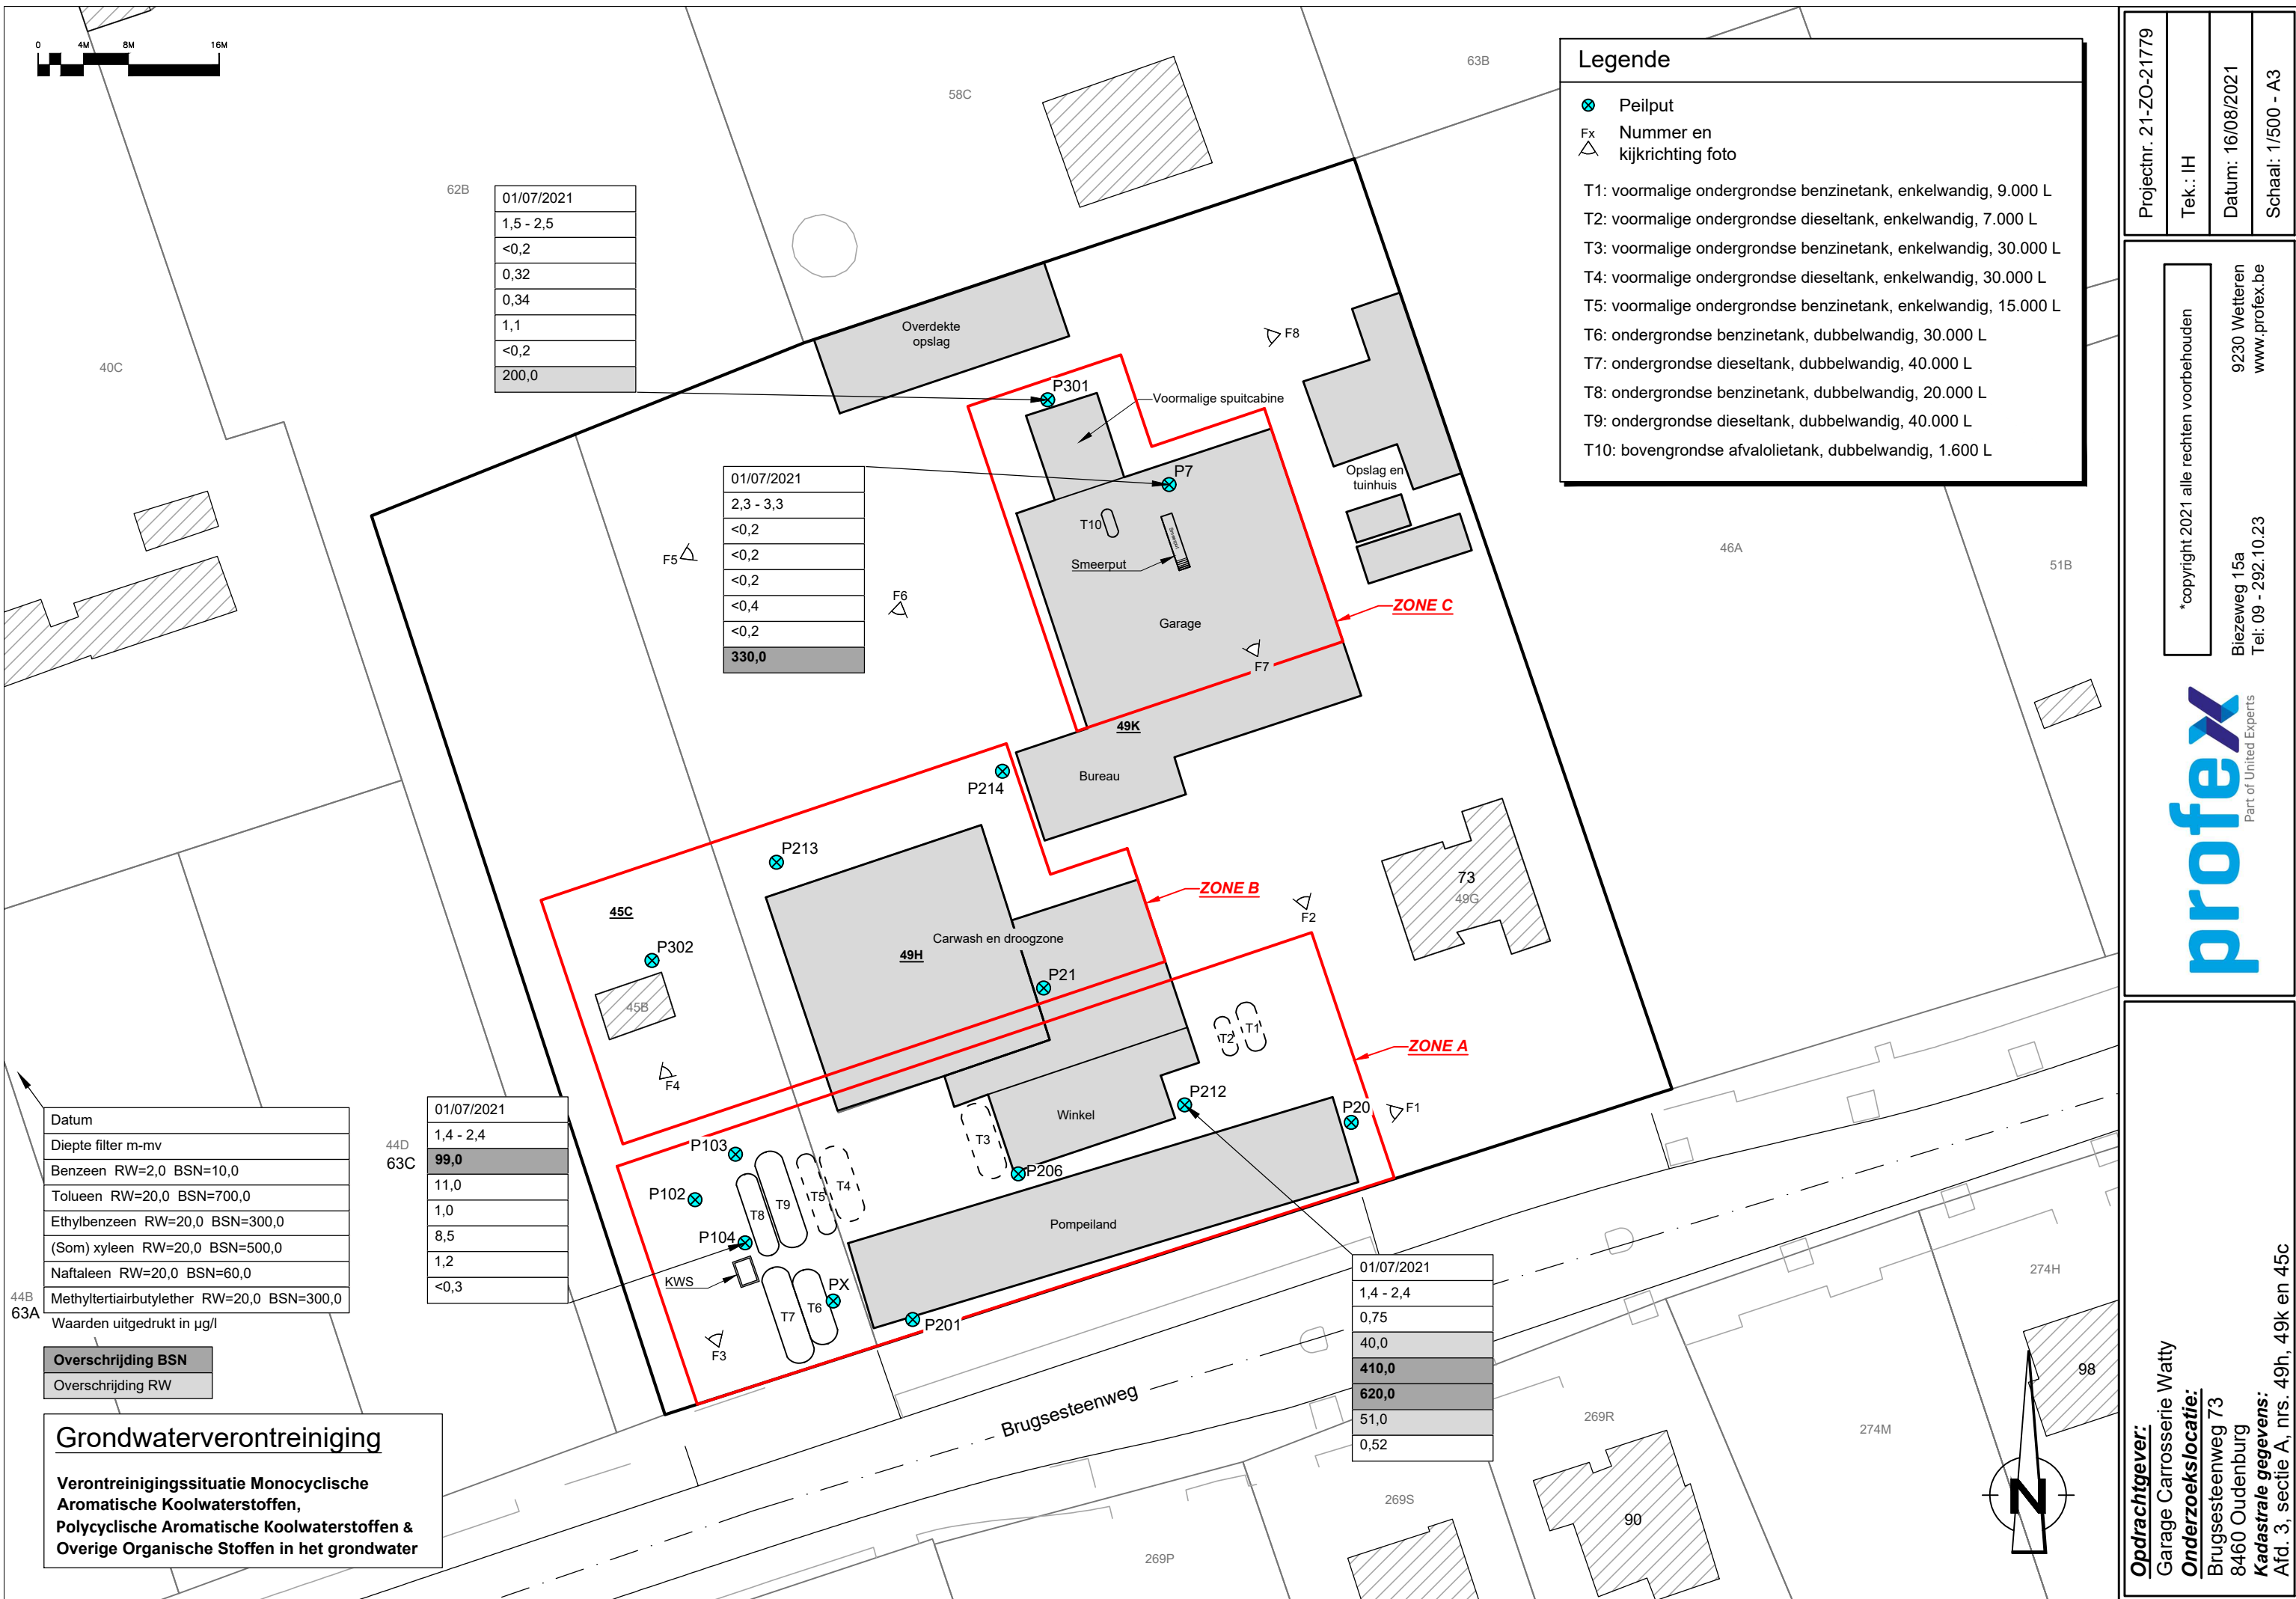 0 4M 8M 16M
58C
63B
62B
40C
46A
51B
Legende
Peilput
Fx Nummer en
kijkrichting foto
T1: voormalige ondergrondse benzinetank, enkelwandig, 9.000 L
T2: voormalige ondergrondse dieseltank, enkelwandig, 7.000 L
T3: voormalige ondergrondse benzinetank, enkelwandig, 30.000 L
T4: voormalige ondergrondse dieseltank, enkelwandig, 30.000 L
T5: voormalige ondergrondse benzinetank, enkelwandig, 15.000 L
T6: ondergrondse benzinetank, dubbelwandig, 30.000 L
T7: ondergrondse dieseltank, dubbelwandig, 40.000 L
T8: ondergrondse benzinetank, dubbelwandig, 20.000 L
T9: ondergrondse dieseltank, dubbelwandig, 40.000 L
T10: bovengrondse afvalolietank, dubbelwandig, 1.600 L
01/07/2021
1,5 - 2,5
<0,2
0,32
0,34
1,1
<0,2
200,0
Overdekte
opslag
F8
P301
Voormalige spuitcabine
01/07/2021
2,3 - 3,3
<0,2
<0,2
<0,2
<0,4
<0,2
330,0
P7
T10
Smeerput
Smeerput
Opslag en
tuinhuis
F5
F6
Garage
F7
ZONE C
49K
Bureau
P214
P213
73
49G
45C
ZONE B
F2
Carwash en droogzone
49H
P302
P21
45B
T2
T1
ZONE A
F4
P212
P20
F1
Winkel
T3
P206
P103
P102
T8
T9
T5
T4
P104
KWS
T7
T6
PX
F3
P201
Pompeiland
Datum
Diepte filter m-mv
Benzeen RW=2,0 BSN=10,0
Tolueen RW=20,0 BSN=700,0
Ethylbenzeen RW=20,0 BSN=300,0
(Som) xyleen RW=20,0 BSN=500,0
Naftaleen RW=20,0 BSN=60,0
Methyltertiairbutylether RW=20,0 BSN=300,0
Waarden uitgedrukt in µg/l
44D
63C
44B
63A
01/07/2021
1,4 - 2,4
99,0
11,0
1,0
8,5
1,2
<0,3
01/07/2021
1,4 - 2,4
0,75
40,0
410,0
620,0
51,0
0,52
Overschrijding BSN
Overschrijding RW
Brugsesteenweg
Grondwaterverontreiniging
Verontreinigingssituatie Monocyclische
Aromatische Koolwaterstoffen,
Polycyclische Aromatische Koolwaterstoffen &
Overige Organische Stoffen in het grondwater
269P
269S
269R
90
274M
274H
98
N
Projectnr. 21-ZO-21779
Tek.: IH
Datum: 16/08/2021
Schaal: 1/500 - A3
*copyright 2021 alle rechten voorbehouden
Biezeweg 15a 9230 Wetteren
Tel: 09 - 292.10.23 www.profex.be
profex
Part of United Experts
Opdrachtgever:
Garage Carrosserie Watty
Onderzoekslocatie:
Brugsesteenweg 73
8460 Oudenburg
Kadastrale gegevens:
Afd. 3, sectie A, nrs. 49h, 49k en 45c